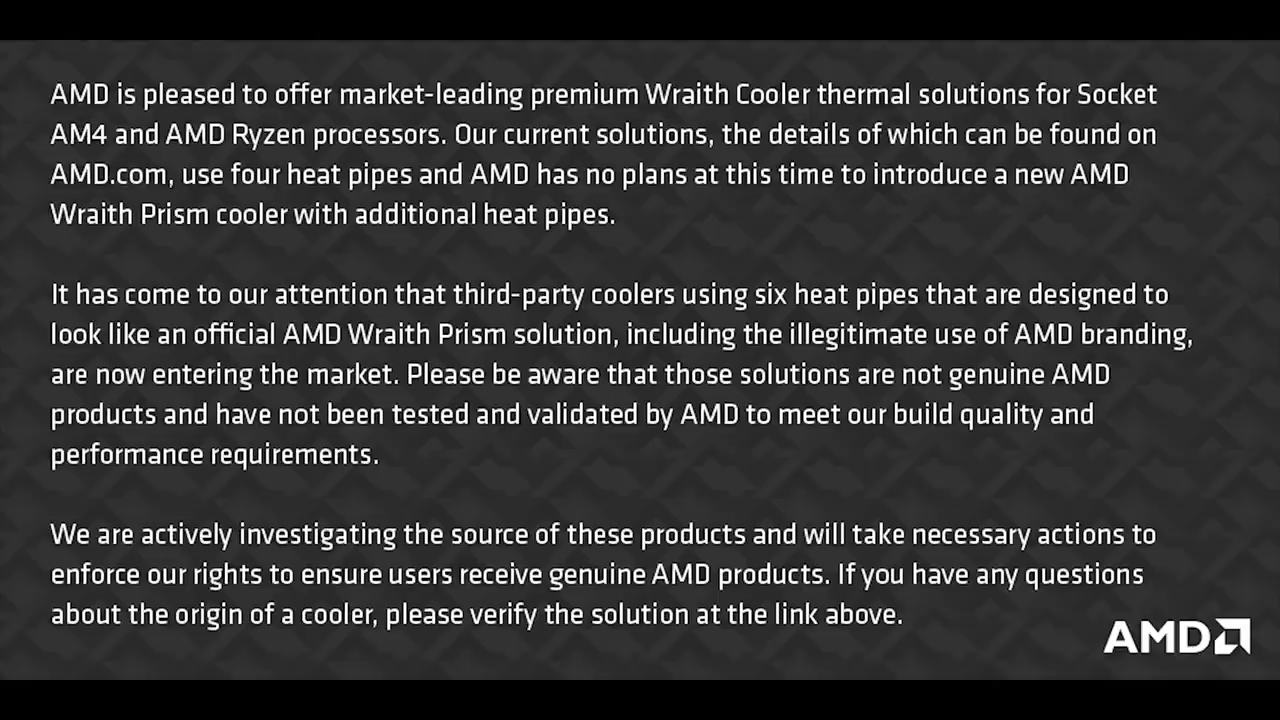 AMD is pleased to offer market-leading premium Wraith Cooler thermal solutions for Socket
AM4 and AMD Ryzen processors. Our current solutions, the details of which can be found on
AMD.com, use four heat pipes and AMD has no plans at this time to introduce a new AMD
Wraith Prism cooler with additional heat pipes.
It has come to our attention that third-party coolers using six heat pipes that are designed to
look like an official AMD Wraith Prism solution, including the illegitimate use of AMD branding,
are now entering the market. Please be aware that those solutions are not genuine AMD
products and have not been tested and validated by AMD to meet our build quality and
performance requirements.
We are actively investigating the source of these products and will take necessary actions to
enforce our rights to ensure users receive genuine AMD products. If you have any questions
about the origin of a cooler, please verify the solution at the link above.
AMD